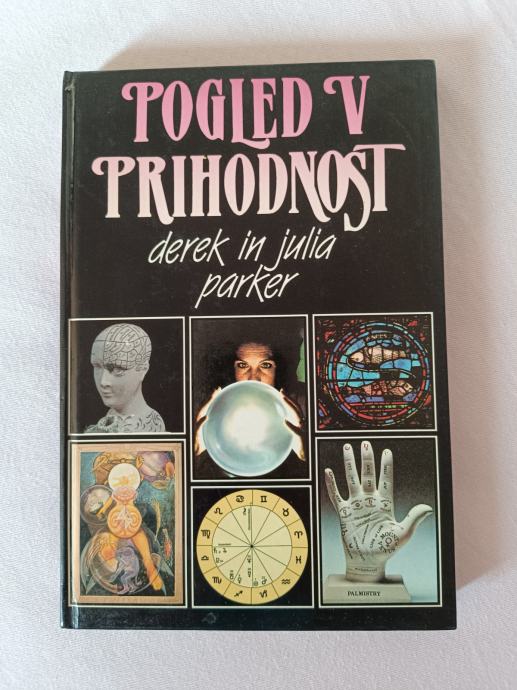 POGLED V
PRIHODNOST
derek in julia
parker
PALMISTRY